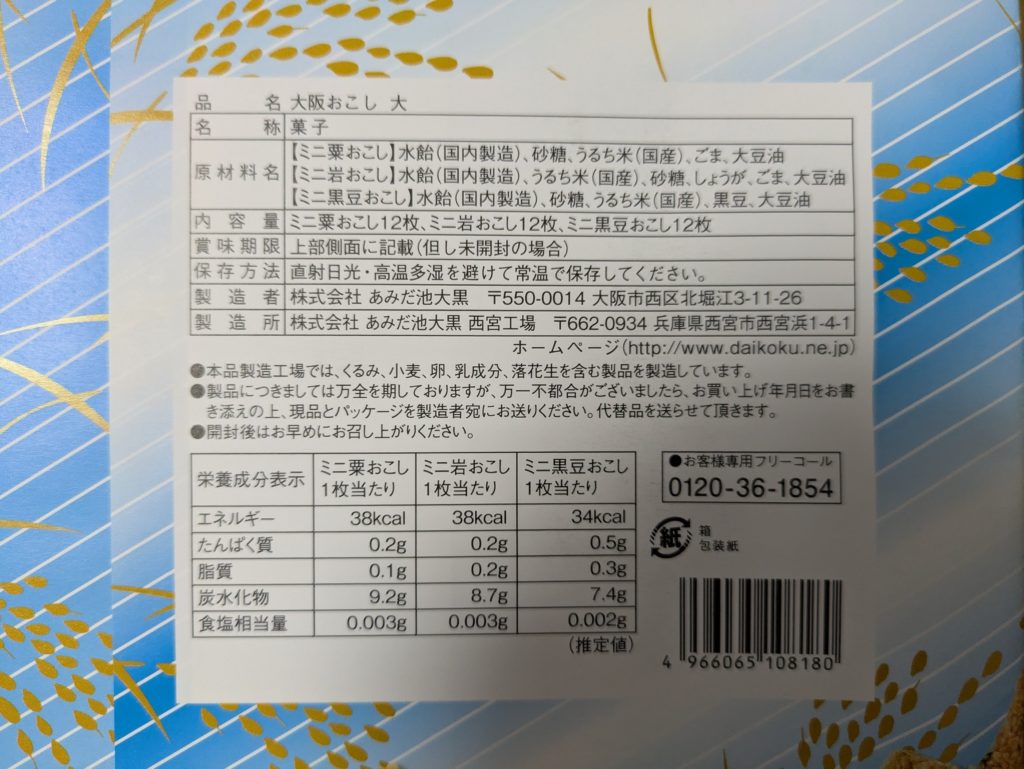 品名 大阪おこし 大
名称 菓子
原材料名 【ミニ粟おこし】水飴(国内製造)、砂糖、うるち米(国産)、ごま、大豆油
【ミニ岩おこし】水飴(国内製造)、うるち米(国産)、砂糖、しょうが、ごま、大豆油
【ミニ黒豆おこし】水飴(国内製造)、砂糖、うるち米(国産)、黒豆、大豆油
内容量 ミニ粟おこし12枚、ミニ岩おこし12枚、ミニ黒豆おこし12枚
賞味期限 上部側面に記載(但し未開封の場合)
保存方法 直射日光・高温多湿を避けて常温で保存してください。
製造者 株式会社 あみだ池大黒 〒550-0014 大阪市西区北堀江3-11-26
製造所 株式会社 あみだ池大黒 西宮工場 〒662-0934 兵庫県西宮市西宮浜1-4-1
ホームページ(http://www.daikoku.ne.jp)
●本品製造工場では、くるみ、小麦、卵、乳成分、落花生を含む製品を製造しています。
●製品につきましては万全を期しておりますが、万一不都合がございましたら、お買い上げ年月日をお書
き添えの上、現品とパッケージを製造者宛にお送りください。代替品を送らせて頂きます。
●開封後はお早めにお召し上がりください。
栄養成分表示 ミニ粟おこし1枚当たり ミニ岩おこし1枚当たり ミニ黒豆おこし1枚当たり
エネルギー 38kcal 38kcal 34kcal
たんぱく質 0.2g 0.2g 0.5g
脂質 0.1g 0.2g 0.3g
炭水化物 9.2g 8.7g 7.4g
食塩相当量 0.003g 0.003g 0.002g
(推定値)
●お客様専用フリーコール
0120-36-1854
紙 箱
包装紙
4 966065 108180